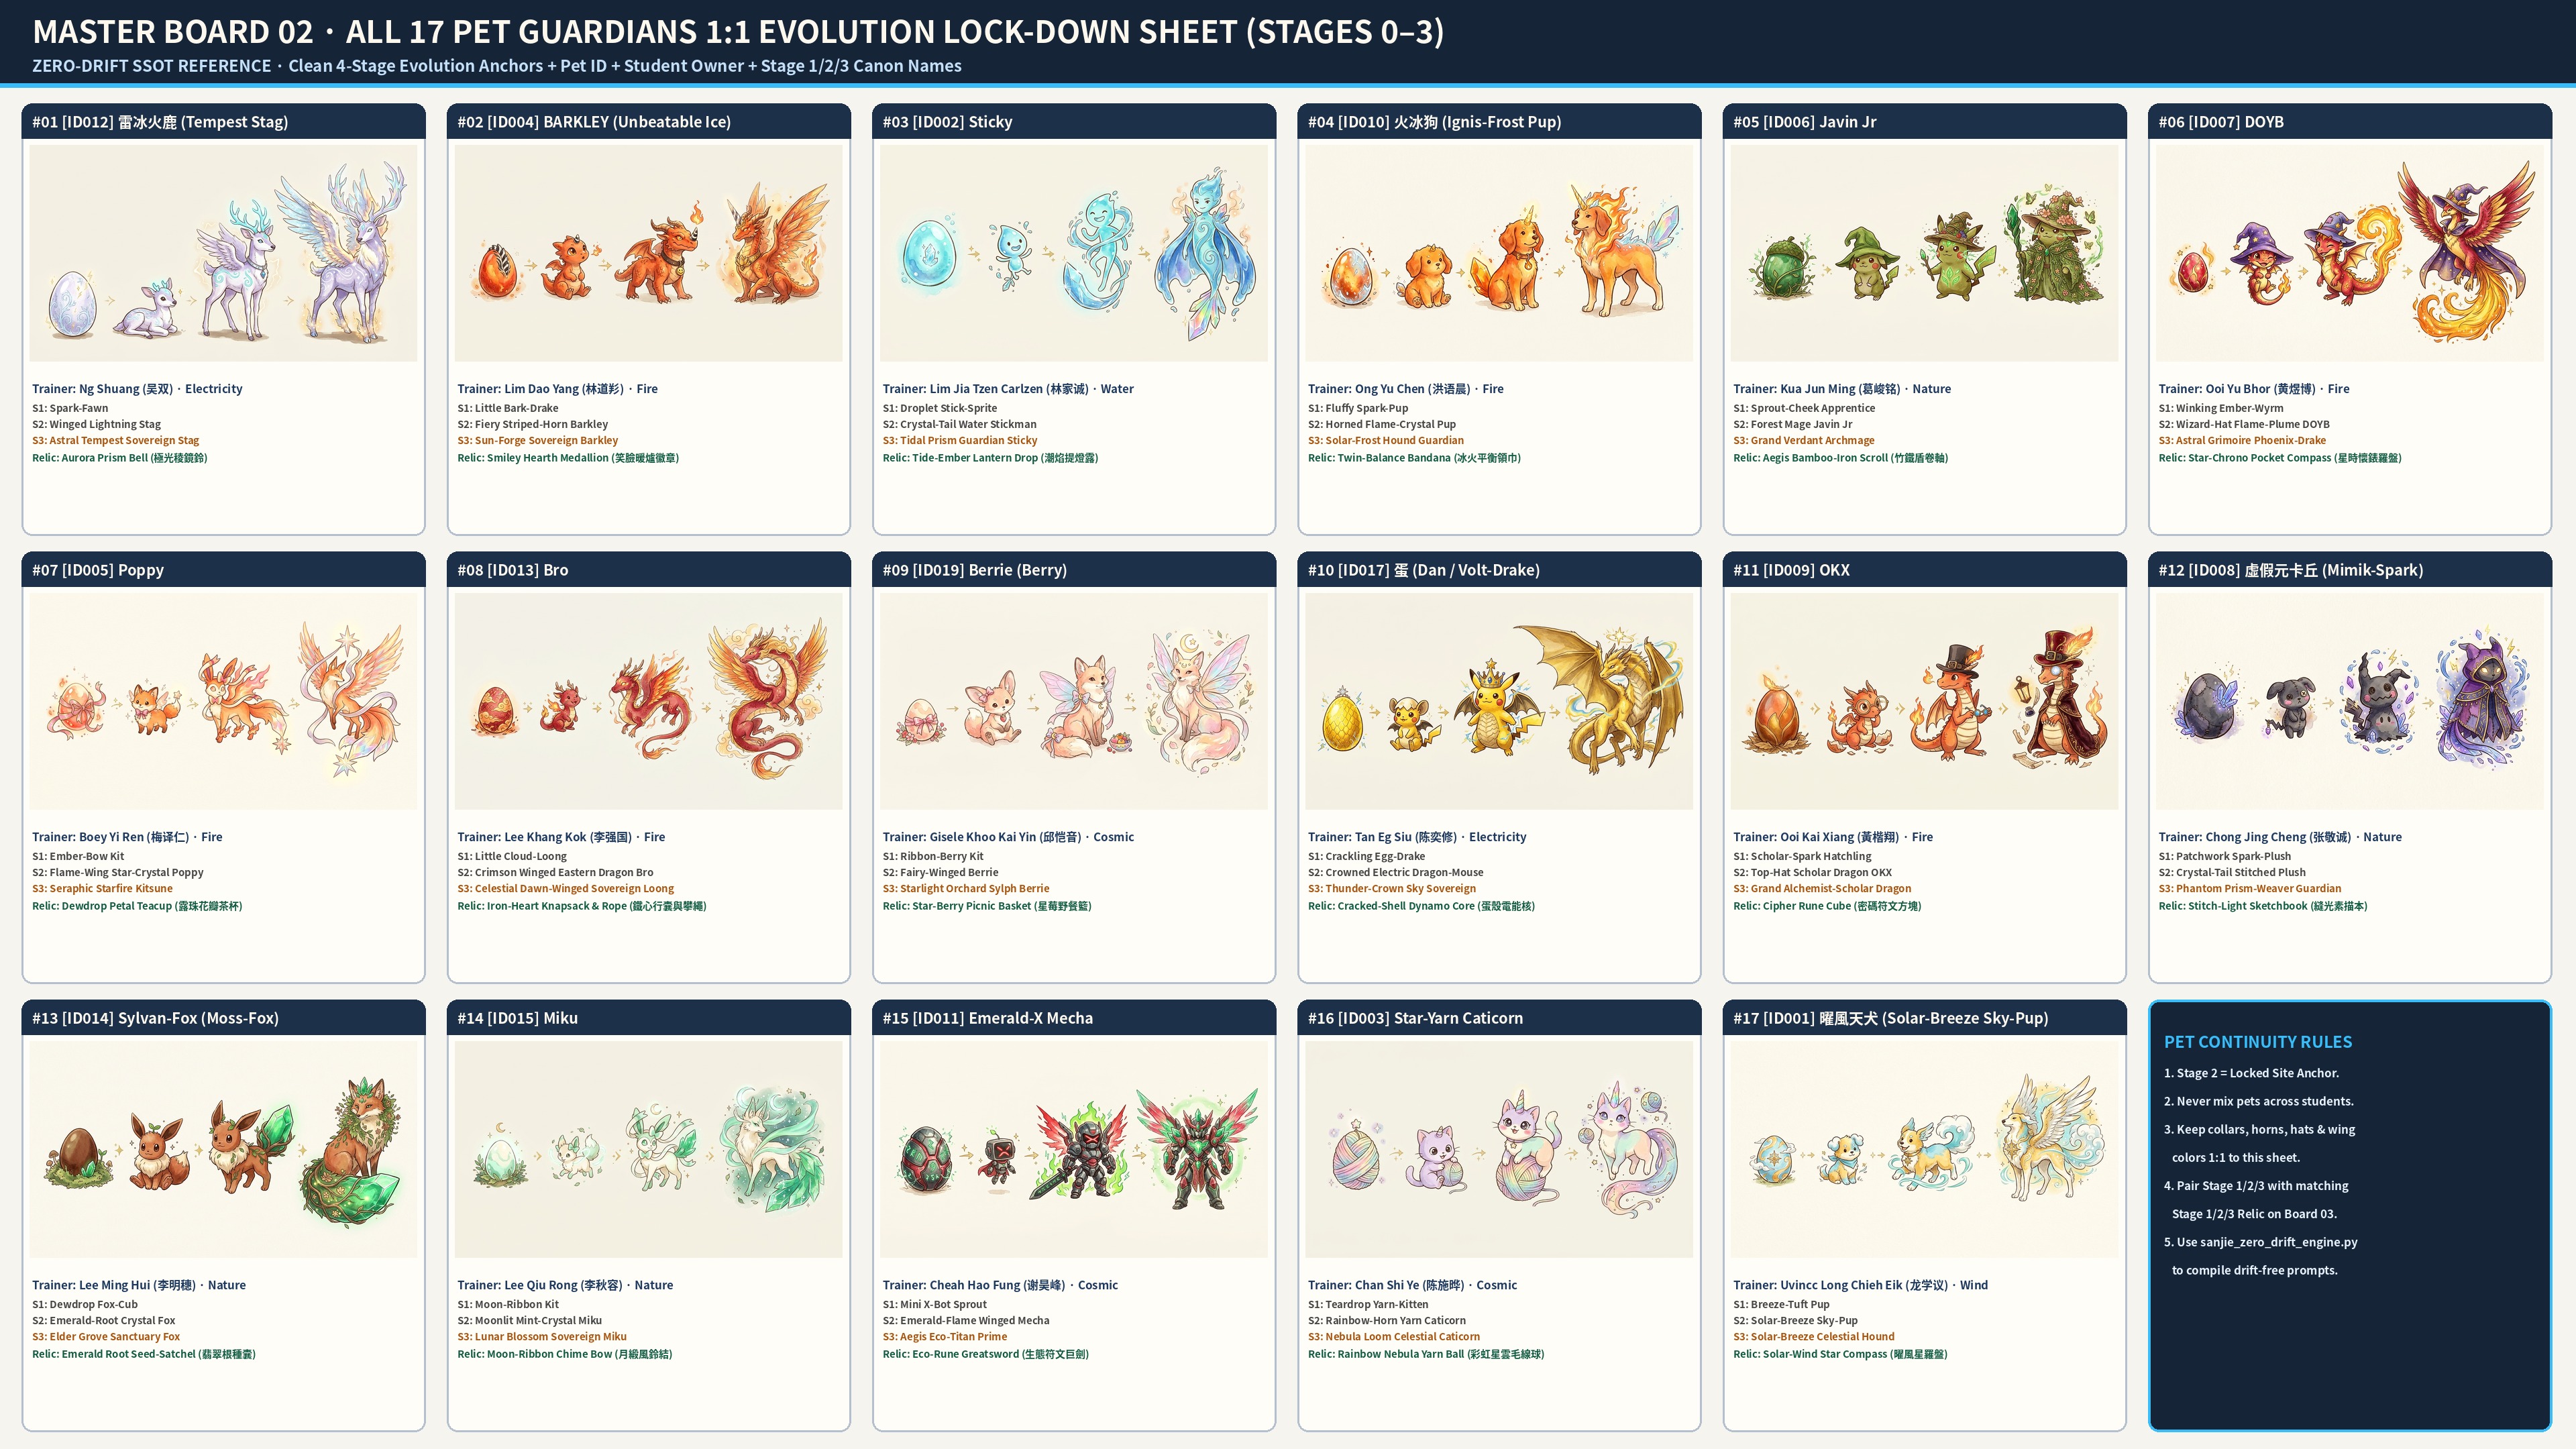 MASTER BOARD 02 · ALL 17 PET GUARDIANS 1:1 EVOLUTION LOCK-DOWN SHEET (STAGES 0–3)
ZERO-DRIFT SSOT REFERENCE · Clean 4-Stage Evolution Anchors + Pet ID + Student Owner + Stage 1/2/3 Canon Names
#01 [ID012] 雷冰火鹿 (Tempest Stag)
Trainer: Ng Shuang (吴双) · Electricity
S1: Spark-Fawn
S2: Winged Lightning Stag
S3: Astral Tempest Sovereign Stag
Relic: Aurora Prism Bell (極光稜鏡鈴)
#02 [ID004] BARKLEY (Unbeatable Ice)
Trainer: Lim Dao Yang (林道羏) · Fire
S1: Little Bark-Drake
S2: Fiery Striped-Horn Barkley
S3: Sun-Forge Sovereign Barkley
Relic: Smiley Hearth Medallion (笑臉暖爐徽章)
#03 [ID002] Sticky
Trainer: Lim Jia Tzen Carlzen (林家诚) · Water
S1: Droplet Stick-Sprite
S2: Crystal-Tail Water Stickman
S3: Tidal Prism Guardian Sticky
Relic: Tide-Ember Lantern Drop (潮焰提燈露)
#04 [ID010] 火冰狗 (Ignis-Frost Pup)
Trainer: Ong Yu Chen (洪语晨) · Fire
S1: Fluffy Spark-Pup
S2: Horned Flame-Crystal Pup
S3: Solar-Frost Hound Guardian
Relic: Twin-Balance Bandana (冰火平衡領巾)
#05 [ID006] Javin Jr
Trainer: Kua Jun Ming (葛峻铭) · Nature
S1: Sprout-Cheek Apprentice
S2: Forest Mage Javin Jr
S3: Grand Verdant Archmage
Relic: Aegis Bamboo-Iron Scroll (竹鐵盾卷軸)
#06 [ID007] DOYB
Trainer: Ooi Yu Bhor (黄煜博) · Fire
S1: Winking Ember-Wyrm
S2: Wizard-Hat Flame-Plume DOYB
S3: Astral Grimoire Phoenix-Drake
Relic: Star-Chrono Pocket Compass (星時懷錶羅盤)
#07 [ID005] Poppy
Trainer: Boey Yi Ren (梅译仁) · Fire
S1: Ember-Bow Kit
S2: Flame-Wing Star-Crystal Poppy
S3: Seraphic Starfire Kitsune
Relic: Dewdrop Petal Teacup (露珠花瓣茶杯)
#08 [ID013] Bro
Trainer: Lee Khang Kok (李强国) · Fire
S1: Little Cloud-Loong
S2: Crimson Winged Eastern Dragon Bro
S3: Celestial Dawn-Winged Sovereign Loong
Relic: Iron-Heart Knapsack & Rope (鐵心行囊與攀繩)
#09 [ID019] Berrie (Berry)
Trainer: Gisele Khoo Kai Yin (邱恺音) · Cosmic
S1: Ribbon-Berry Kit
S2: Fairy-Winged Berrie
S3: Starlight Orchard Sylph Berrie
Relic: Star-Berry Picnic Basket (星莓野餐籃)
#10 [ID017] 蛋 (Dan / Volt-Drake)
Trainer: Tan Eg Siu (陈奕修) · Electricity
S1: Crackling Egg-Drake
S2: Crowned Electric Dragon-Mouse
S3: Thunder-Crown Sky Sovereign
Relic: Cracked-Shell Dynamo Core (蛋殼電能核)
#11 [ID009] OKX
Trainer: Ooi Kai Xiang (黃楷翔) · Fire
S1: Scholar-Spark Hatchling
S2: Top-Hat Scholar Dragon OKX
S3: Grand Alchemist-Scholar Dragon
Relic: Cipher Rune Cube (密碼符文方塊)
#12 [ID008] 虛假元卡丘 (Mimik-Spark)
Trainer: Chong Jing Cheng (张敬诚) · Nature
S1: Patchwork Spark-Plush
S2: Crystal-Tail Stitched Plush
S3: Phantom Prism-Weaver Guardian
Relic: Stitch-Light Sketchbook (縫光素描本)
#13 [ID014] Sylvan-Fox (Moss-Fox)
Trainer: Lee Ming Hui (李明穗) · Nature
S1: Dewdrop Fox-Cub
S2: Emerald-Root Crystal Fox
S3: Elder Grove Sanctuary Fox
Relic: Emerald Root Seed-Satchel (翡翠根種囊)
#14 [ID015] Miku
Trainer: Lee Qiu Rong (李秋容) · Nature
S1: Moon-Ribbon Kit
S2: Moonlit Mint-Crystal Miku
S3: Lunar Blossom Sovereign Miku
Relic: Moon-Ribbon Chime Bow (月緞風鈴結)
#15 [ID011] Emerald-X Mecha
Trainer: Cheah Hao Fung (谢昊峰) · Cosmic
S1: Mini X-Bot Sprout
S2: Emerald-Flame Winged Mecha
S3: Aegis Eco-Titan Prime
Relic: Eco-Rune Greatsword (生態符文巨劍)
#16 [ID003] Star-Yarn Caticorn
Trainer: Chan Shi Ye (陈施晔) · Cosmic
S1: Teardrop Yarn-Kitten
S2: Rainbow-Horn Yarn Caticorn
S3: Nebula Loom Celestial Caticorn
Relic: Rainbow Nebula Yarn Ball (彩虹星雲毛線球)
#17 [ID001] 曜風天犬 (Solar-Breeze Sky-Pup)
Trainer: Uvincc Long Chieh Eik (龙学议) · Wind
S1: Breeze-Tuft Pup
S2: Solar-Breeze Sky-Pup
S3: Solar-Breeze Celestial Hound
Relic: Solar-Wind Star Compass (曜風星羅盤)
PET CONTINUITY RULES
1. Stage 2 = Locked Site Anchor.
2. Never mix pets across students.
3. Keep collars, horns, hats & wing
colors 1:1 to this sheet.
4. Pair Stage 1/2/3 with matching
Stage 1/2/3 Relic on Board 03.
5. Use sanjie_zero_drift_engine.py
to compile drift-free prompts.